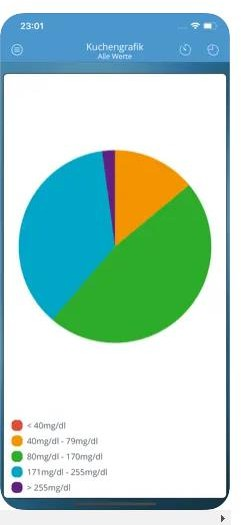 23:01
Kuchengrafik
Alle Werte
< 40mg/dl
40mg/dl - 79mg/dl
80mg/dl - 170mg/dl
171mg/dl - 255mg/dl
> 255mg/dl